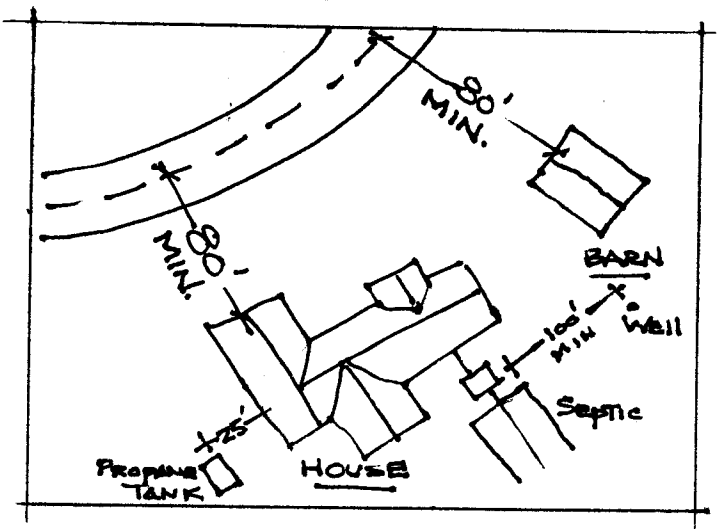 80'
MIN.
80'
MIN.
BARN
100'
MIN
WELL
SEPTIC
25'
PROPANE
TANK
HOUSE